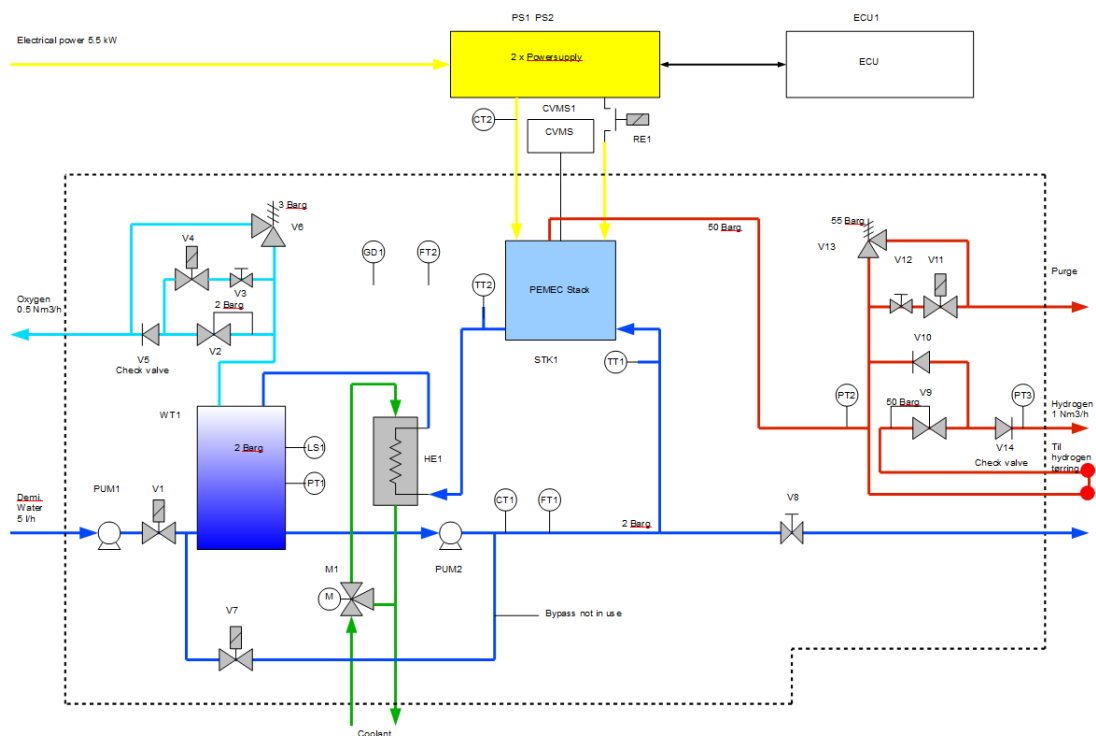 PS1 PS2
ECU1
Electrical power 5.5 kW
2 x Powersupply
ECU
CVMS1
CT2
CVMS
RE1
3 Barg
V6
V4
50 Barg
55 Barg
V13
V12
V11
GD1
FT2
V3
Purge
PEMEC Stack
TT2
Oxygen
0.5 Nm3/h
2 Barg
V5
Check valve
V2
V10
STK1
TT1
WT1
PT2
V9
PT3
50 Barg
Hydrogen
1 Nm3/h
2 Barg
LS1
HE1
V14
Check valve
Til
hydrogen
tørring
PT1
Demi.
Water
5 l/h
PUM1
V1
CT1
FT1
V8
2 Barg
PUM2
M1
M
V7
Bypass not in use
Coolant